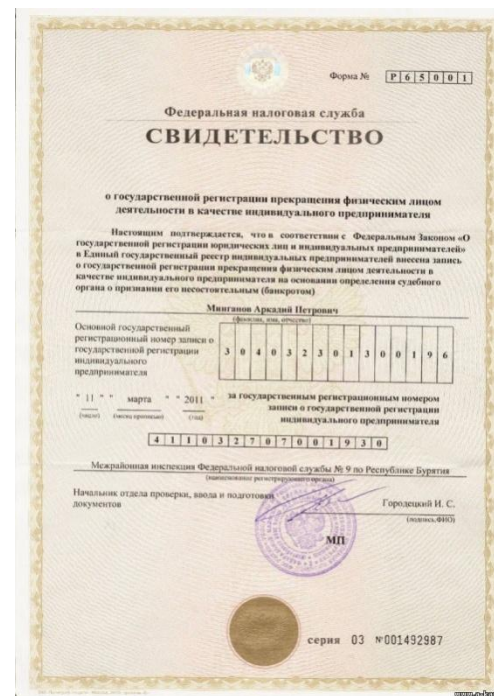 Форма № Р 6 5 0 0 1
Федеральная налоговая служба
СВИДЕТЕЛЬСТВО
о государственной регистрации прекращения физическим лицом
деятельности в качестве индивидуального предпринимателя
Настоящим подтверждается, что в соответствии с Федеральным Законом «О
государственной регистрации юридических лиц и индивидуальных предпринимателей»
в Единый государственный реестр индивидуальных предпринимателей внесена запись
о государственной регистрации прекращения физическим лицом деятельности в
качестве индивидуального предпринимателя на основании определения судебного
органа о признании его несостоятельным (банкротом)
Минганов Аркадий Петрович
(фамилия, имя, отчество)
Основной государственный
регистрационный номер записи о
государственной регистрации
индивидуального
предпринимателя
3 0 4 0 3 2 3 0 1 3 0 0 1 9 6
" 11 " " марта " " 2011 "
(число) (месяц прописью) (год)
за государственным регистрационным номером
записи о государственной регистрации
индивидуального предпринимателя
4 1 1 0 3 2 7 0 7 0 0 1 9 3 0
Межрайонная инспекция Федеральной налоговой службы № 9 по Республике Бурятия
(наименование регистрирующего органа)
Начальник отдела проверки, ввода и подготовки
документов
Городецкий И. С.
(подпись, ФИО)
МП
серия 03 №001492987